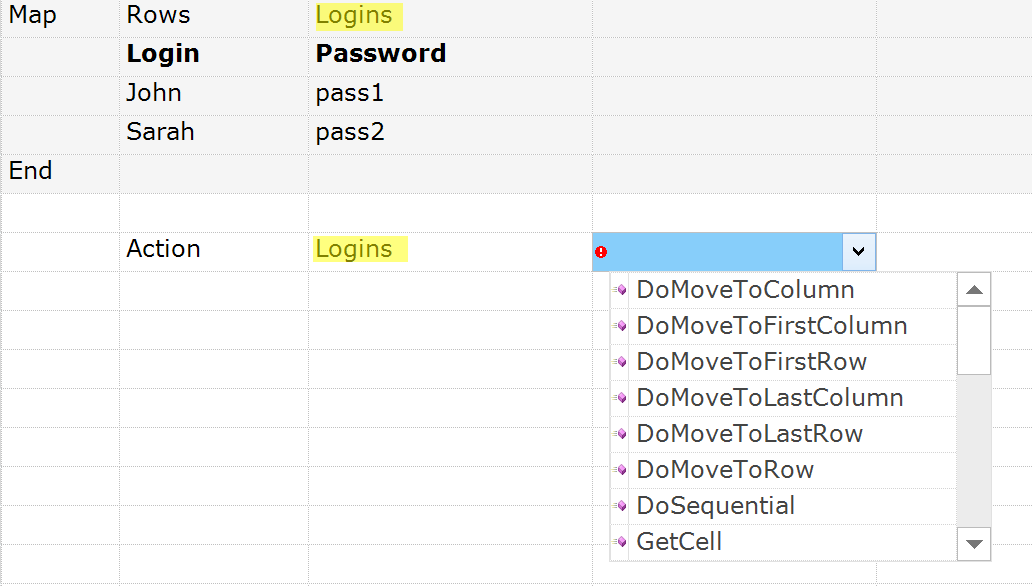 Map Rows Logins
Login Password
John pass1
Sarah pass2
End
Action Logins
DoMoveToColumn
DoMoveToFirstColumn
DoMoveToFirstRow
DoMoveToLastColumn
DoMoveToLastRow
DoMoveToRow
DoSequential
GetCell